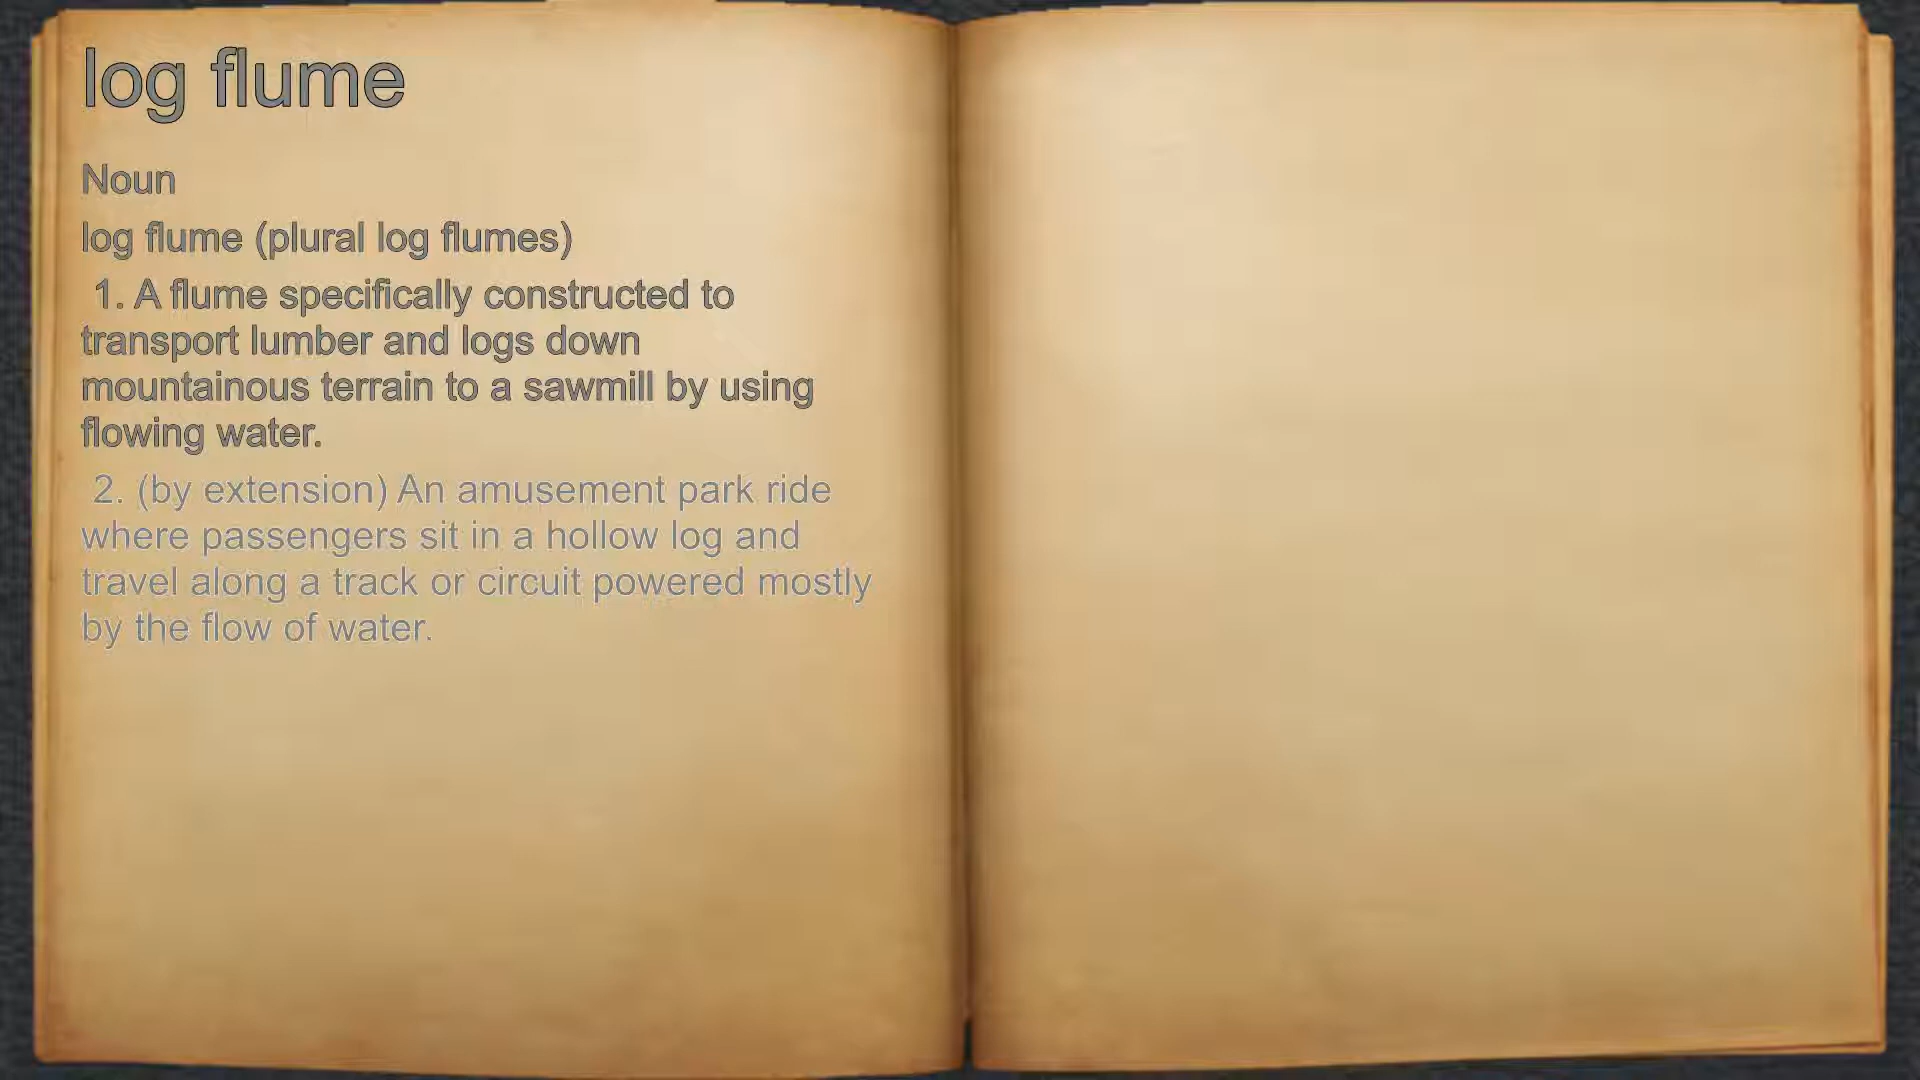 log flume
Noun
log flume (plural log flumes)
1. A flume specifically constructed to
transport lumber and logs down
mountainous terrain to a sawmill by using
flowing water.
2. (by extension) An amusement park ride
where passengers sit in a hollow log and
travel along a track or circuit powered mostly
by the flow of water.